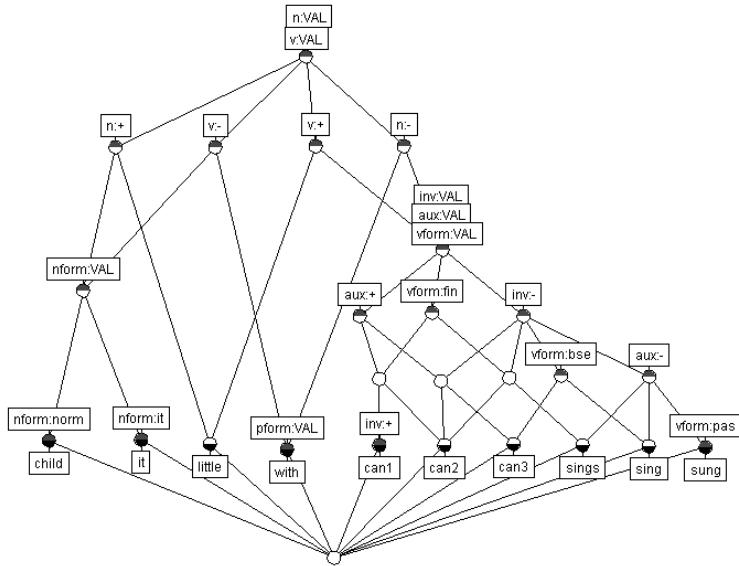 n:VAL
v:VAL
n:+
v:-
v:+
n:-
inv:VAL
aux:VAL
vform:VAL
nform:VAL
aux:+
vform:fin
inv:-
vform:bse
aux:-
nform:norm
nform:it
pform:VAL
inv:+
vform:pas
child
it
little
with
can1
can2
can3
sings
sing
sung